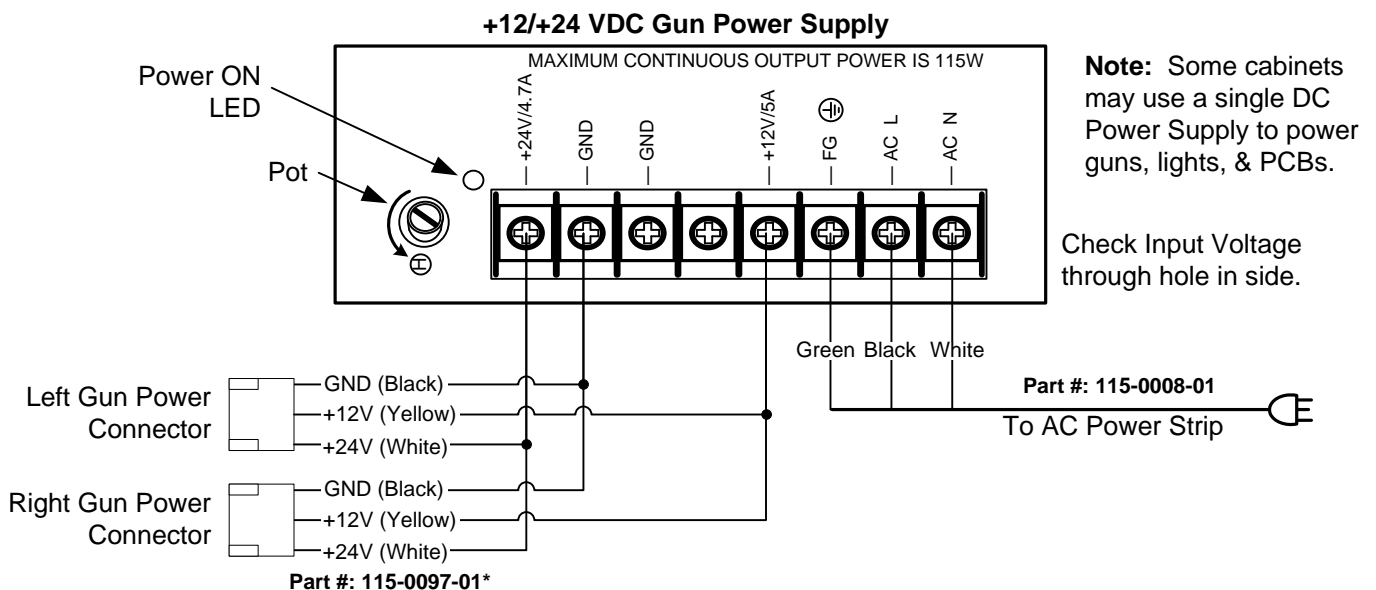 +12/+24 VDC Gun Power Supply
MAXIMUM CONTINUOUS OUTPUT POWER IS 115W
Power ON
LED
Pot
+24V/4.7A
GND
GND
+12V/5A
FG
AC L
AC N
H
Note: Some cabinets
may use a single DC
Power Supply to power
guns, lights, & PCBs.
Check Input Voltage
through hole in side.
Green Black White
Part #: 115-0008-01
To AC Power Strip
Left Gun Power
Connector
GND (Black)
+12V (Yellow)
+24V (White)
Right Gun Power
Connector
GND (Black)
+12V (Yellow)
+24V (White)
Part #: 115-0097-01*